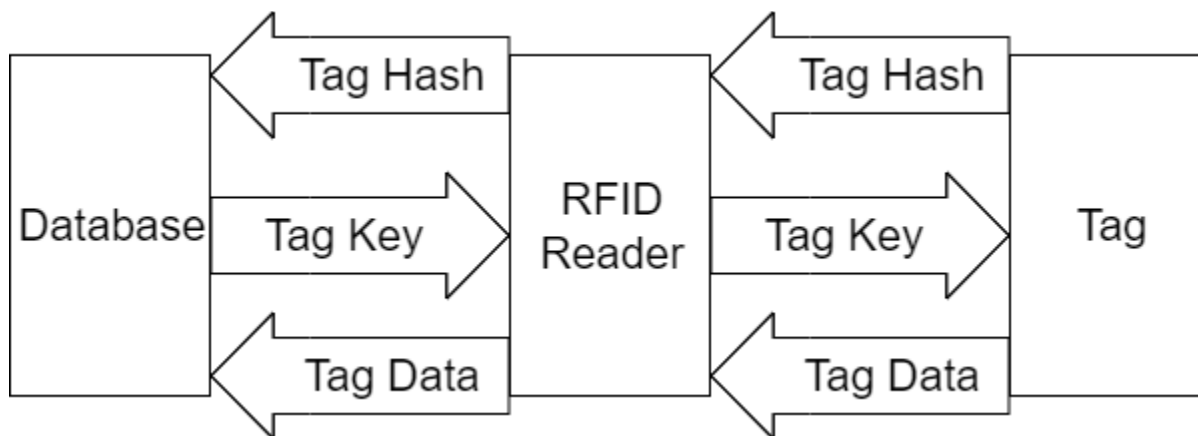 Tag Hash
Tag Hash
Database
Tag Key
RFID
Reader
Tag Key
Tag
Tag Data
Tag Data